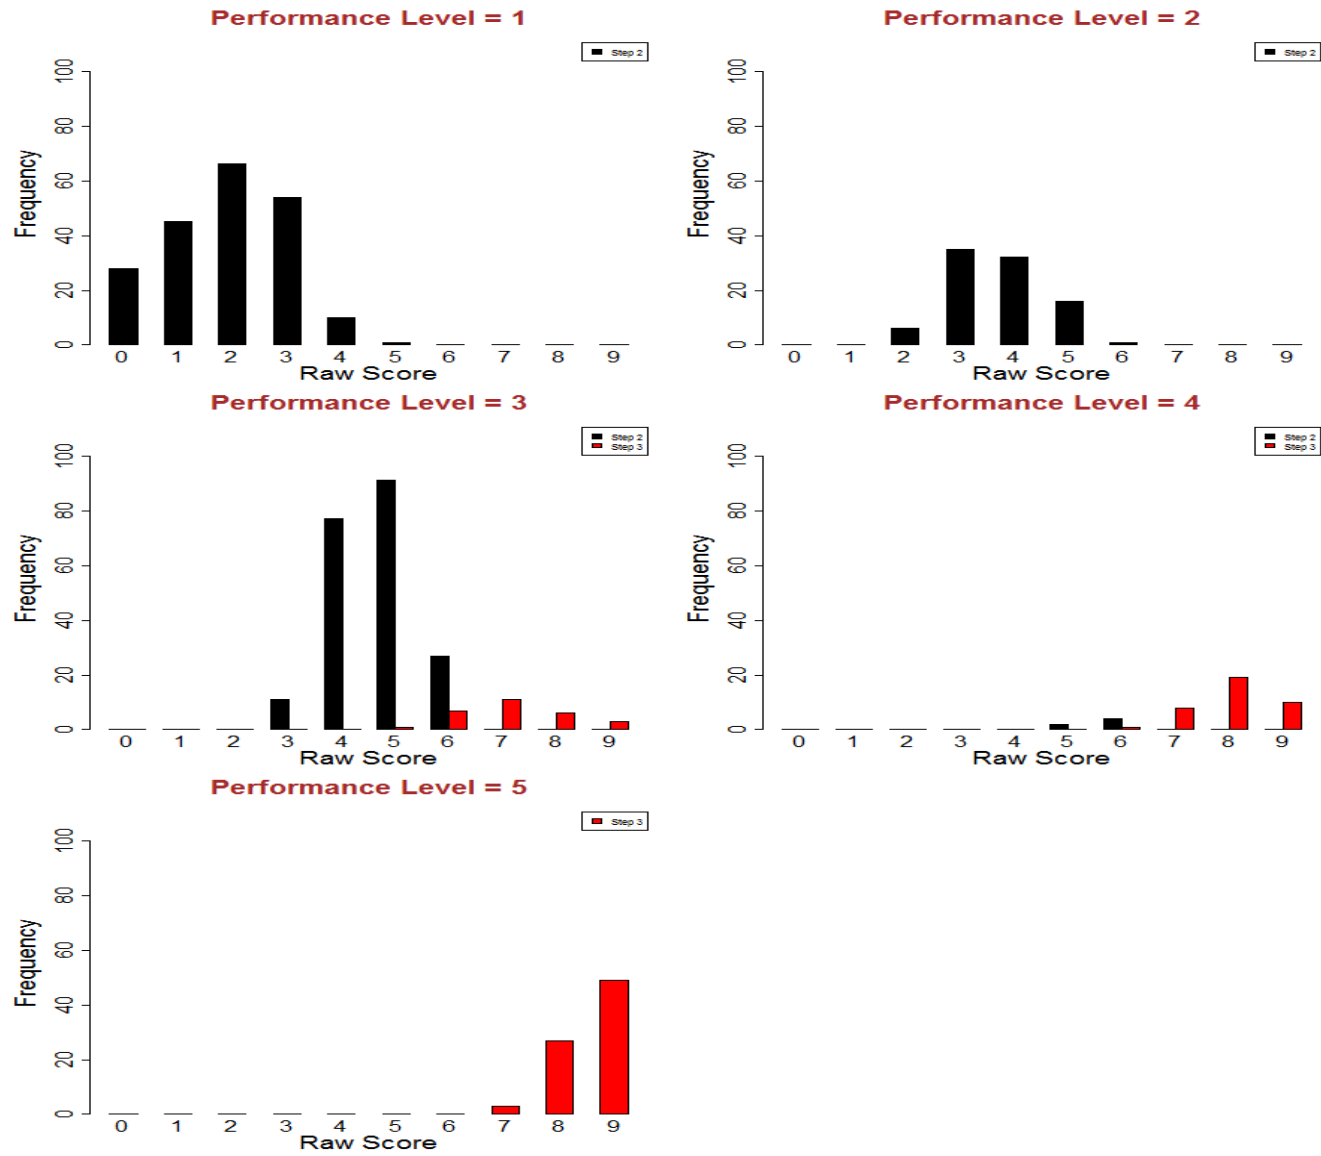 Performance Level = 1
Step 2
Frequency
0 20 40 60 80 100
0 1 2 3 4 5 6 7 8 9
Raw Score
Performance Level = 2
Step 2
Frequency
0 20 40 60 80 100
0 1 2 3 4 5 6 7 8 9
Raw Score
Performance Level = 3
Step 2
Step 3
Frequency
0 20 40 60 80 100
0 1 2 3 4 5 6 7 8 9
Raw Score
Performance Level = 4
Step 2
Step 3
Frequency
0 20 40 60 80 100
0 1 2 3 4 5 6 7 8 9
Raw Score
Performance Level = 5
Step 3
Frequency
0 20 40 60 80 100
0 1 2 3 4 5 6 7 8 9
Raw Score